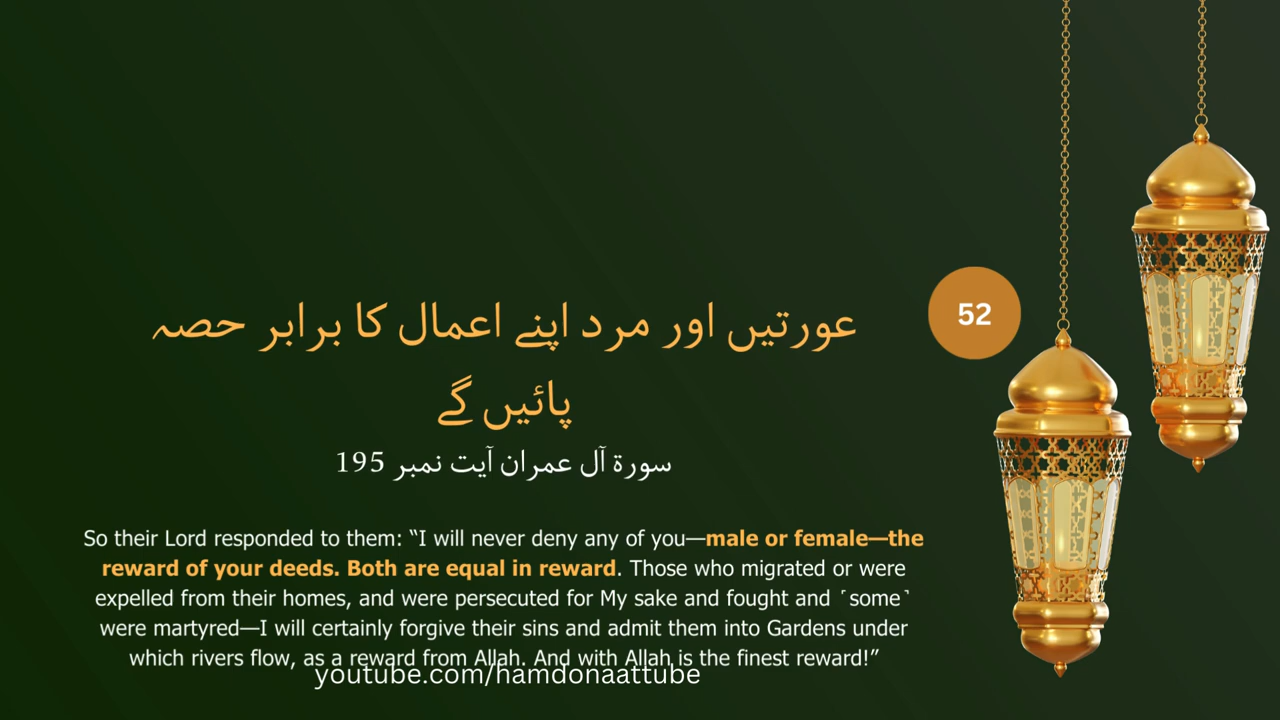 عورتیں اور مرد اپنے اعمال کا برابر حصہ
پائیں گے
52
سورۃ آل عمران آیت نمبر 195
So their Lord responded to them: “I will never deny any of you—male or female—the
reward of your deeds. Both are equal in reward. Those who migrated or were
expelled from their homes, and were persecuted for My sake and fought and ˹some˺
were martyred—I will certainly forgive their sins and admit them into Gardens under
which rivers flow, as a reward from Allah. And with Allah is the finest reward!”
youtube.com/hamdonaattube